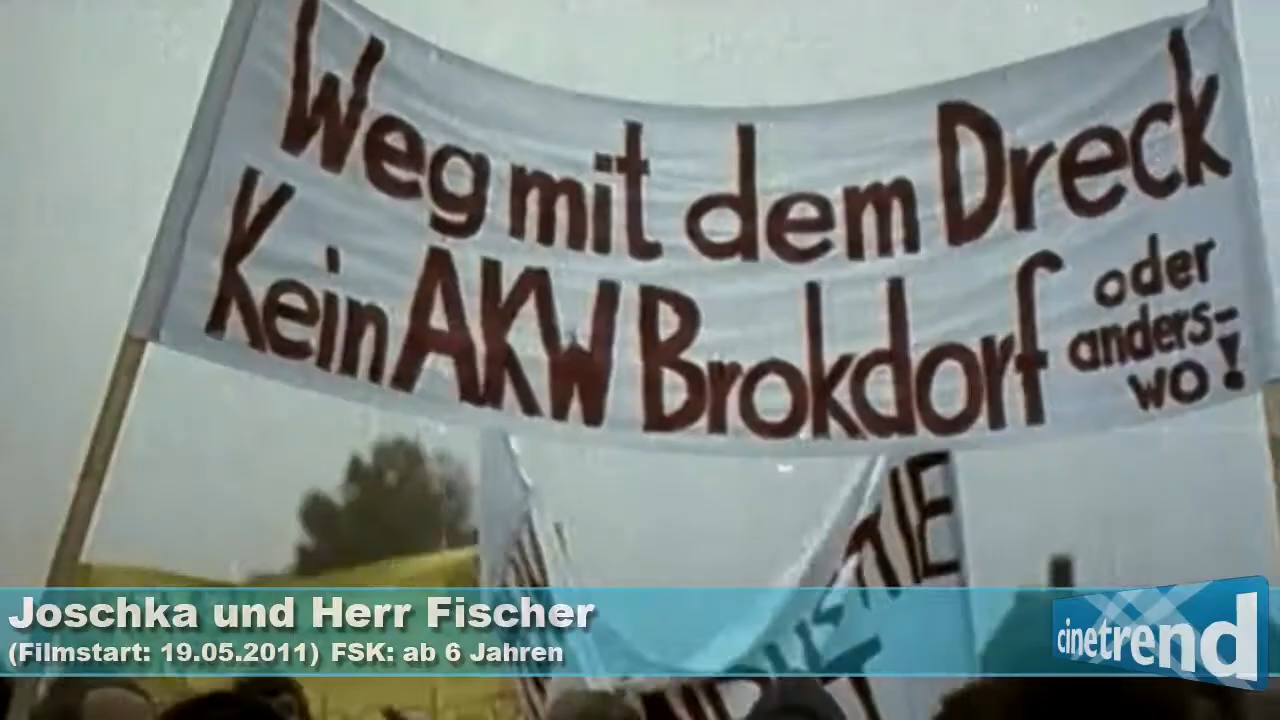 Weg mit dem Dreck
Kein AKW Brokdorf oder
anders-
wo!
Joschka und Herr Fischer
(Filmstart: 19.05.2011) FSK: ab 6 Jahren
cinetrend